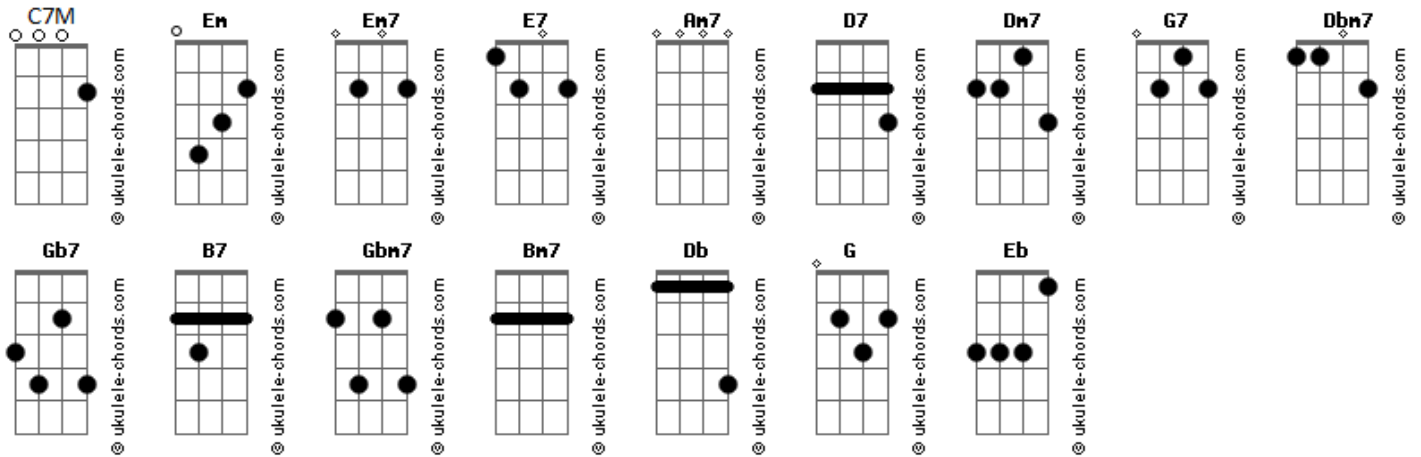 C7M Em Em7 E7 Am7 D7 Dm7 G7 Dbm7
© ukulele-chords.com © ukulele-chords.com © ukulele-chords.com © ukulele-chords.com © ukulele-chords.com © ukulele-chords.com © ukulele-chords.com © ukulele-chords.com © ukulele-chords.com
Gb7 B7 Gbm7 Bm7 Db G Eb
© ukulele-chords.com © ukulele-chords.com © ukulele-chords.com © ukulele-chords.com © ukulele-chords.com © ukulele-chords.com © ukulele-chords.com